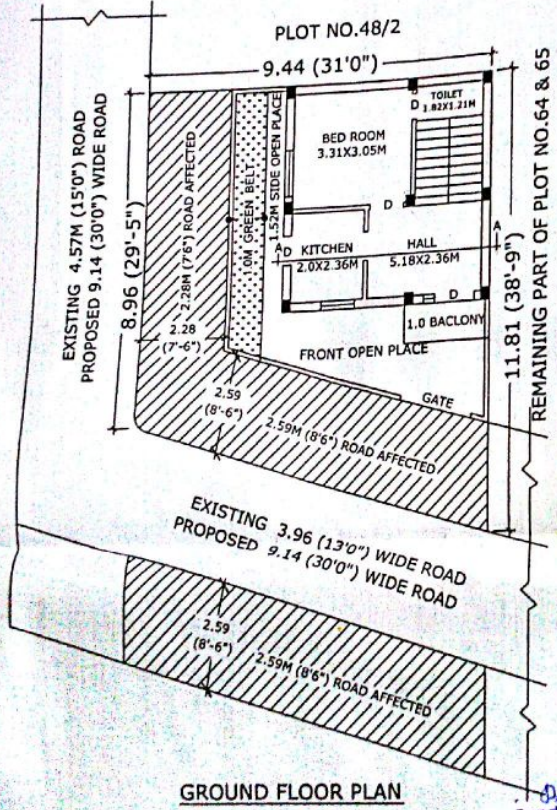 PLOT NO.48/2
9.44 (31'0")
EXISTING 4.57M (15'0") ROAD
PROPOSED 9.14 (30'0") WIDE ROAD
8.96 (29'-5")
2.28M (7'6") ROAD AFFECTED
1.0M GREEN BELT
1.52M SIDE OPEN PLACE
TOILET
1.82X1.21M
D
BED ROOM
3.31X3.05M
D
A
A
D
KITCHEN
2.0X2.36M
HALL
5.18X2.36M
D
1.0 BACLONY
11.81 (38'-9")
REMAINING PART OF PLOT NO.64 & 65
2.28
(7'-6")
FRONT OPEN PLACE
GATE
2.59
(8'-6")
2.59M (8'6") ROAD AFFECTED
EXISTING 3.96 (13'0") WIDE ROAD
PROPOSED 9.14 (30'0") WIDE ROAD
2.59
(8'-6")
2.59M (8'6") ROAD AFFECTED
GROUND FLOOR PLAN